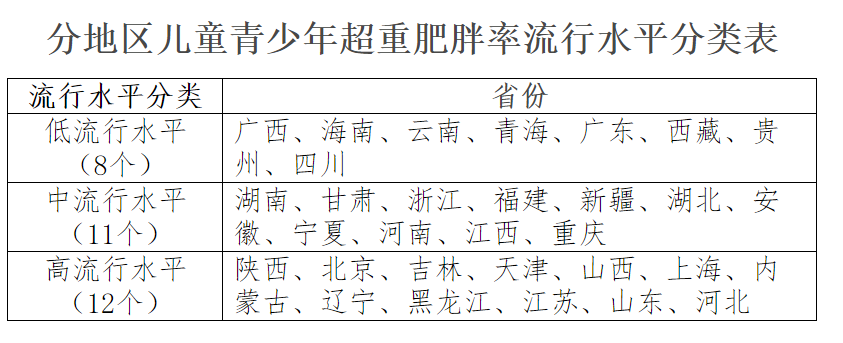 分地区儿童青少年超重肥胖率流行水平分类表
流行水平分类 省份
低流行水平
（8个）
广西、海南、云南、青海、广东、西藏、贵
州、四川
中流行水平
（11个）
湖南、甘肃、浙江、福建、新疆、湖北、安
徽、宁夏、河南、江西、重庆
高流行水平
（12个）
陕西、北京、吉林、天津、山西、上海、内
蒙古、辽宁、黑龙江、江苏、山东、河北